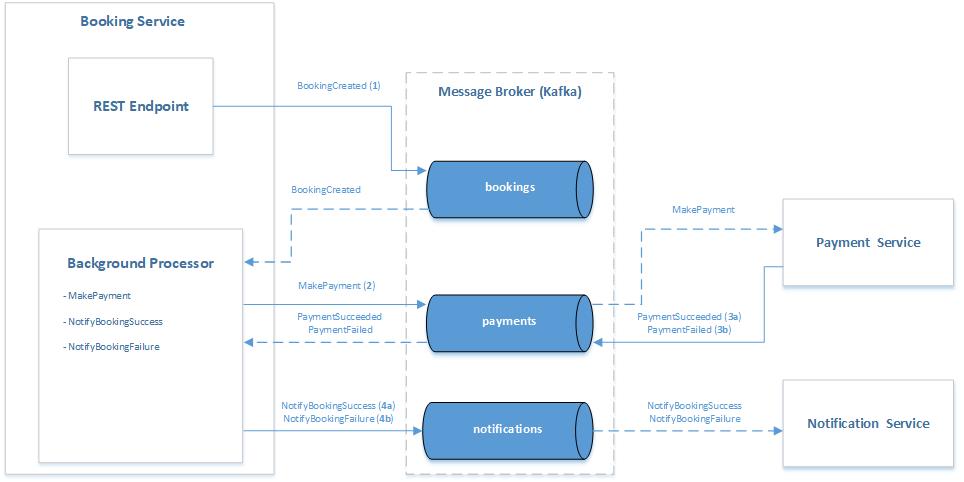 Booking Service
REST Endpoint
BookingCreated (1)
Message Broker (Kafka)
bookings
BookingCreated
MakePayment
Payment Service
Background Processor
- MakePayment
- NotifyBookingSuccess
- NotifyBookingFailure
MakePayment (2)
payments
PaymentSucceeded
PaymentFailed
PaymentSucceeded (3a)
PaymentFailed (3b)
NotifyBookingSuccess (4a)
NotifyBookingFailure (4b)
notifications
NotifyBookingSuccess
NotifyBookingFailure
Notification Service